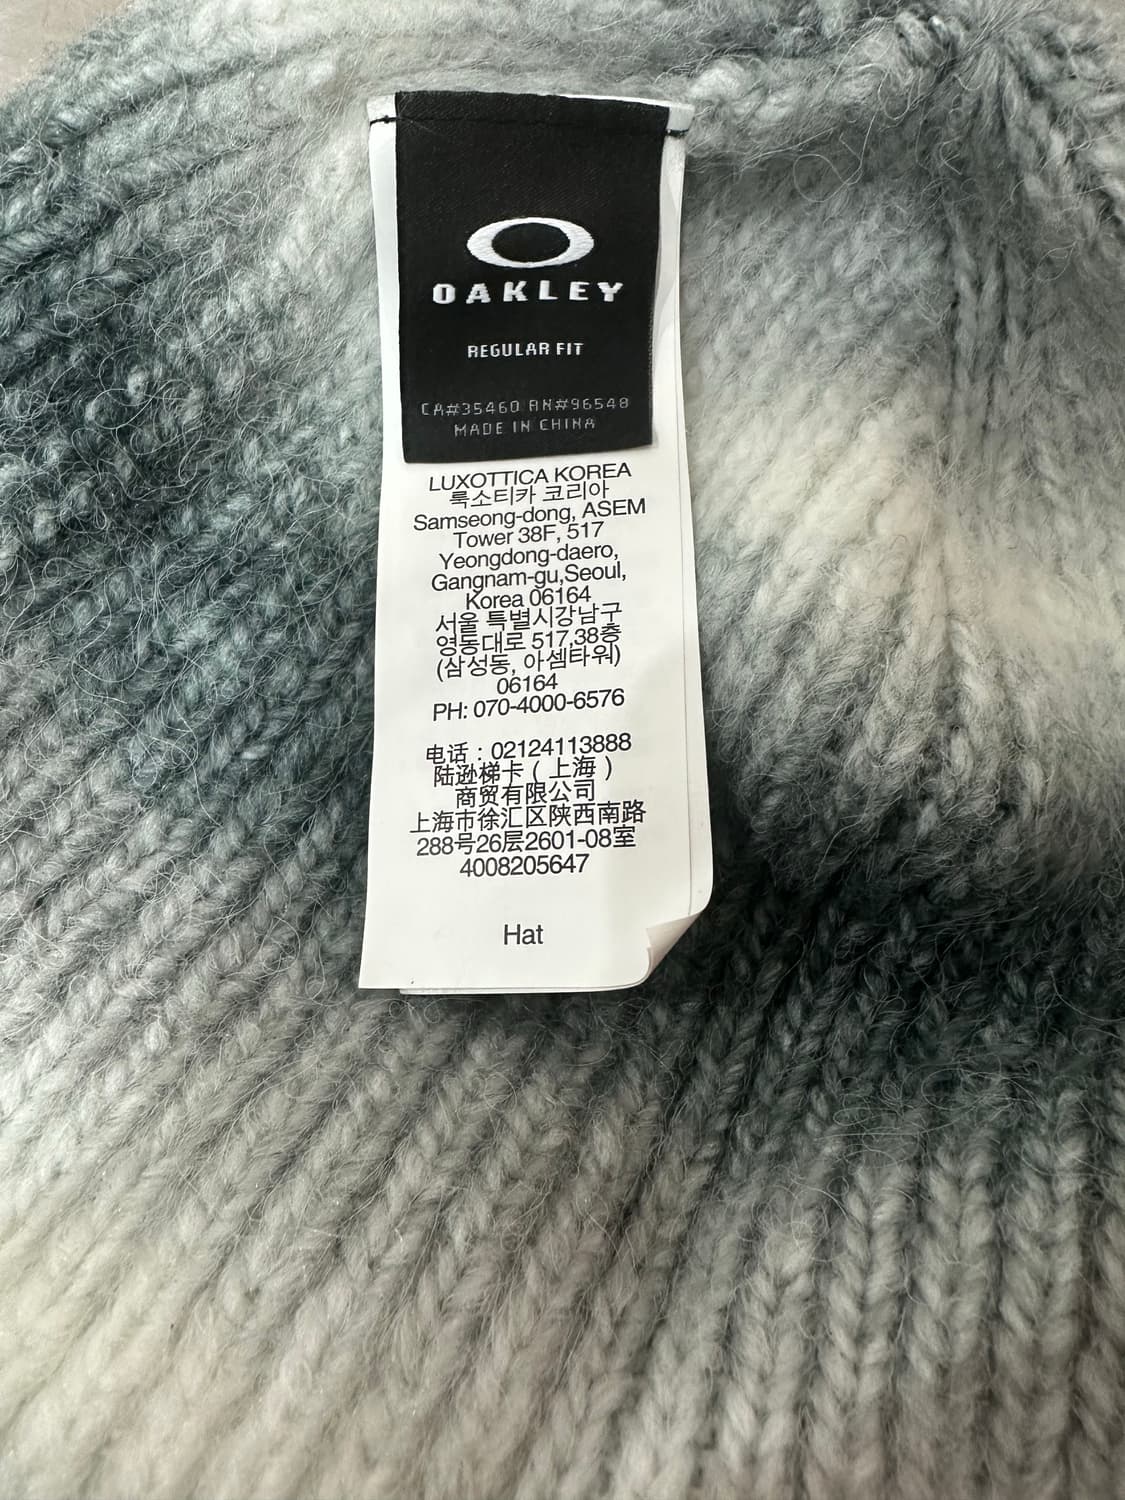 OAKLEY
REGULAR FIT
CA#35460 RN#96548
MADE IN CHINA
LUXOTTICA KOREA
룩소티카 코리아
Samseong-dong, ASEM
Tower 38F, 517
Yeongdong-daero,
Gangnam-gu,Seoul,
Korea 06164
서울 특별시강남구
영동대로 517,38층
(삼성동, 아셈타워)
06164
PH: 070-4000-6576
电话：02124113888
陆逊梯卡（上海）
商贸有限公司
上海市徐汇区陕西南路
288号26层2601-08室
4008205647
Hat